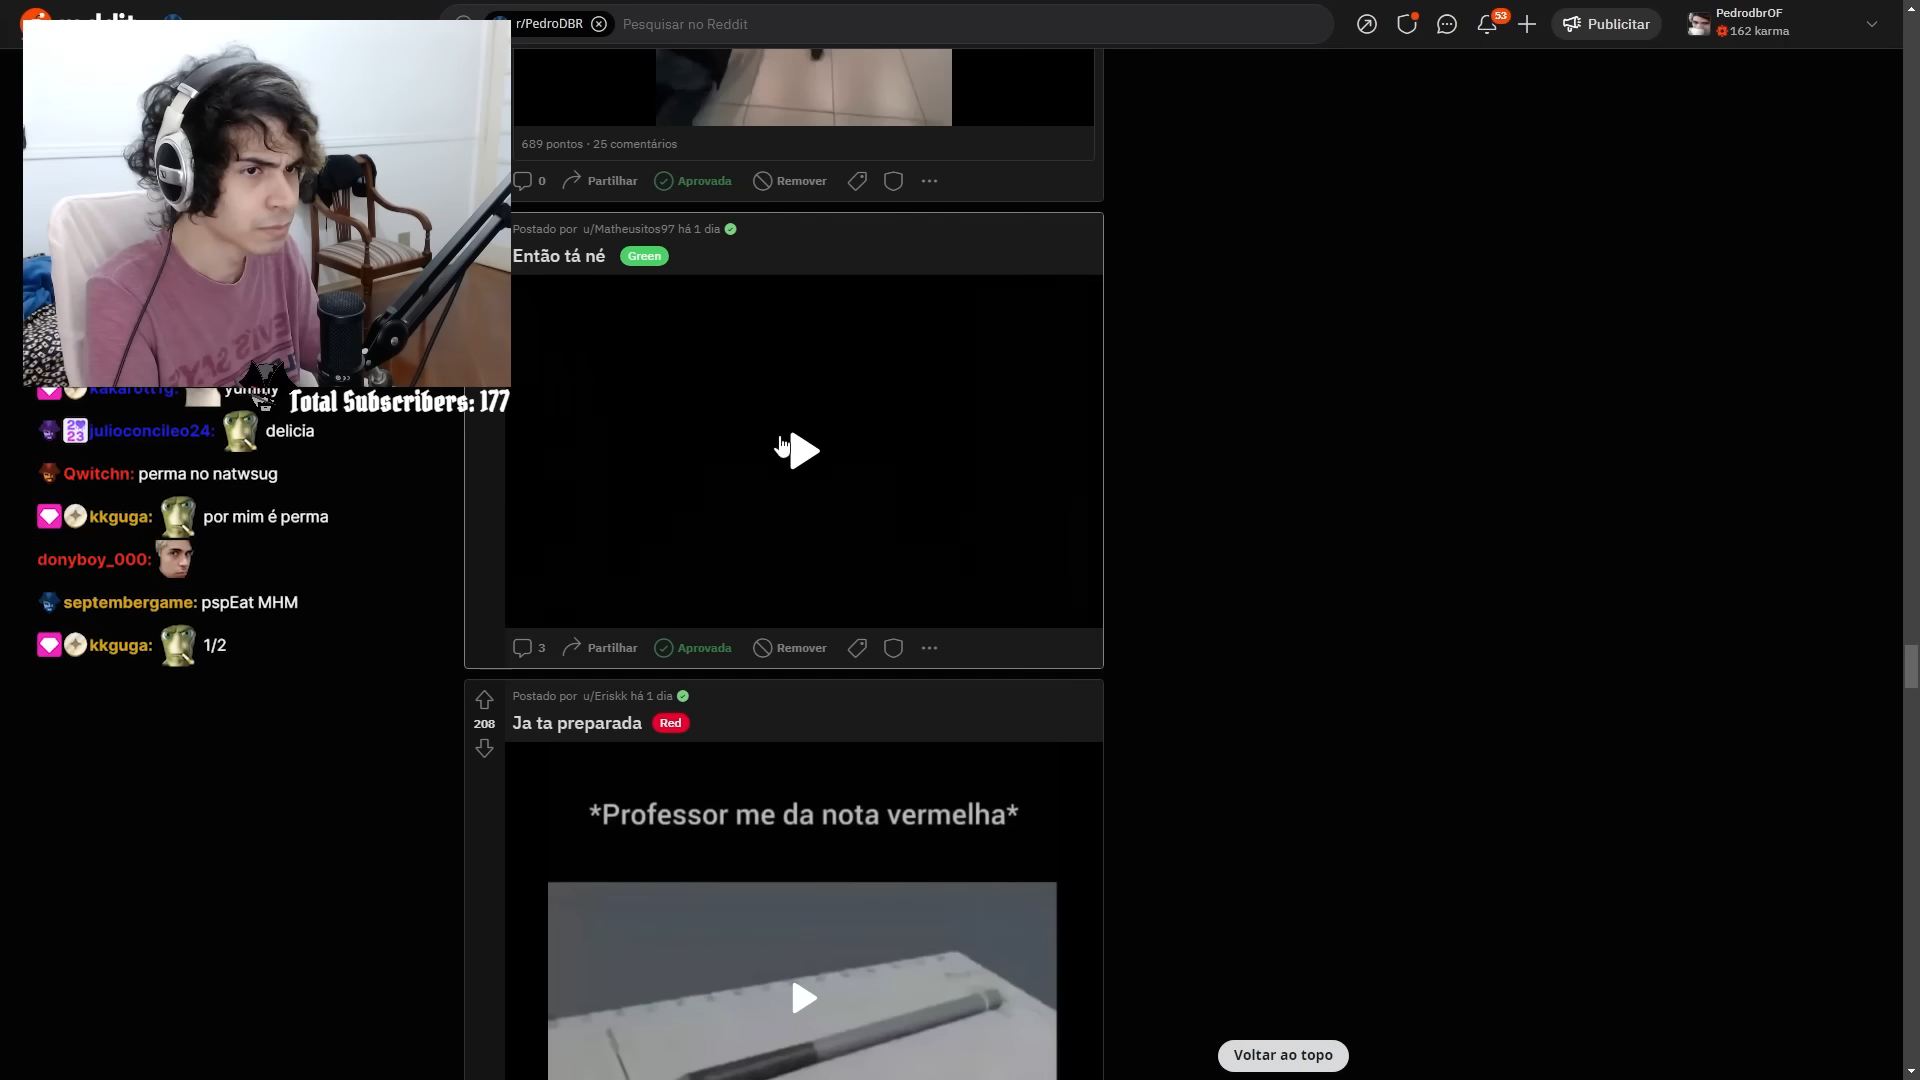 reddit
r/PedroDBR
Pesquisar no Reddit
53
Publicitar
PedrodbrOF
162 karma
689 pontos · 25 comentários
0 Partilhar Aprovada Remover
Postado por u/Matheusitos97 há 1 dia
Então tá né Green
3 Partilhar Aprovada Remover
Postado por u/Eriskk há 1 dia
208
Ja ta preparada Red
*Professor me da nota vermelha*
Voltar ao topo
Total Subscribers: 177
kakarott1g: yummy
julioconcileo24: delicia
Qwitchn: perma no natwsug
kkguga: por mim é perma
donyboy_000:
septembergame: pspEat MHM
kkguga: 1/2